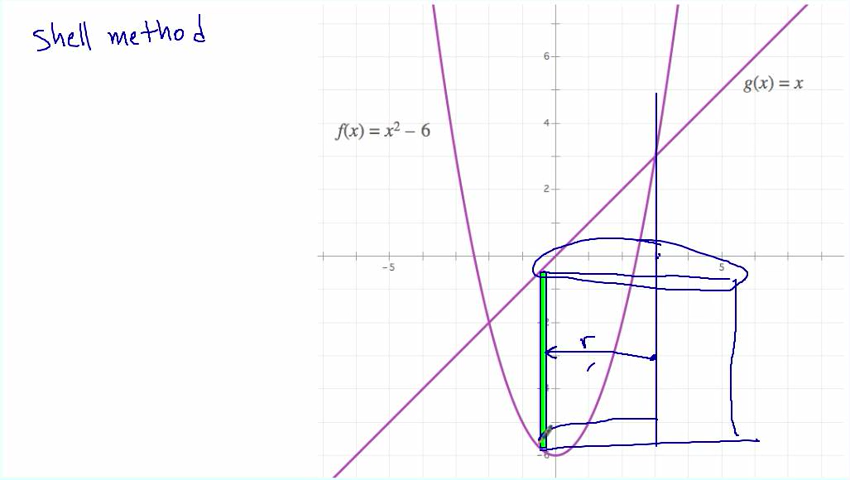 shell method
6
g(x) = x
f(x) = x² – 6
4
2
–5
5
r